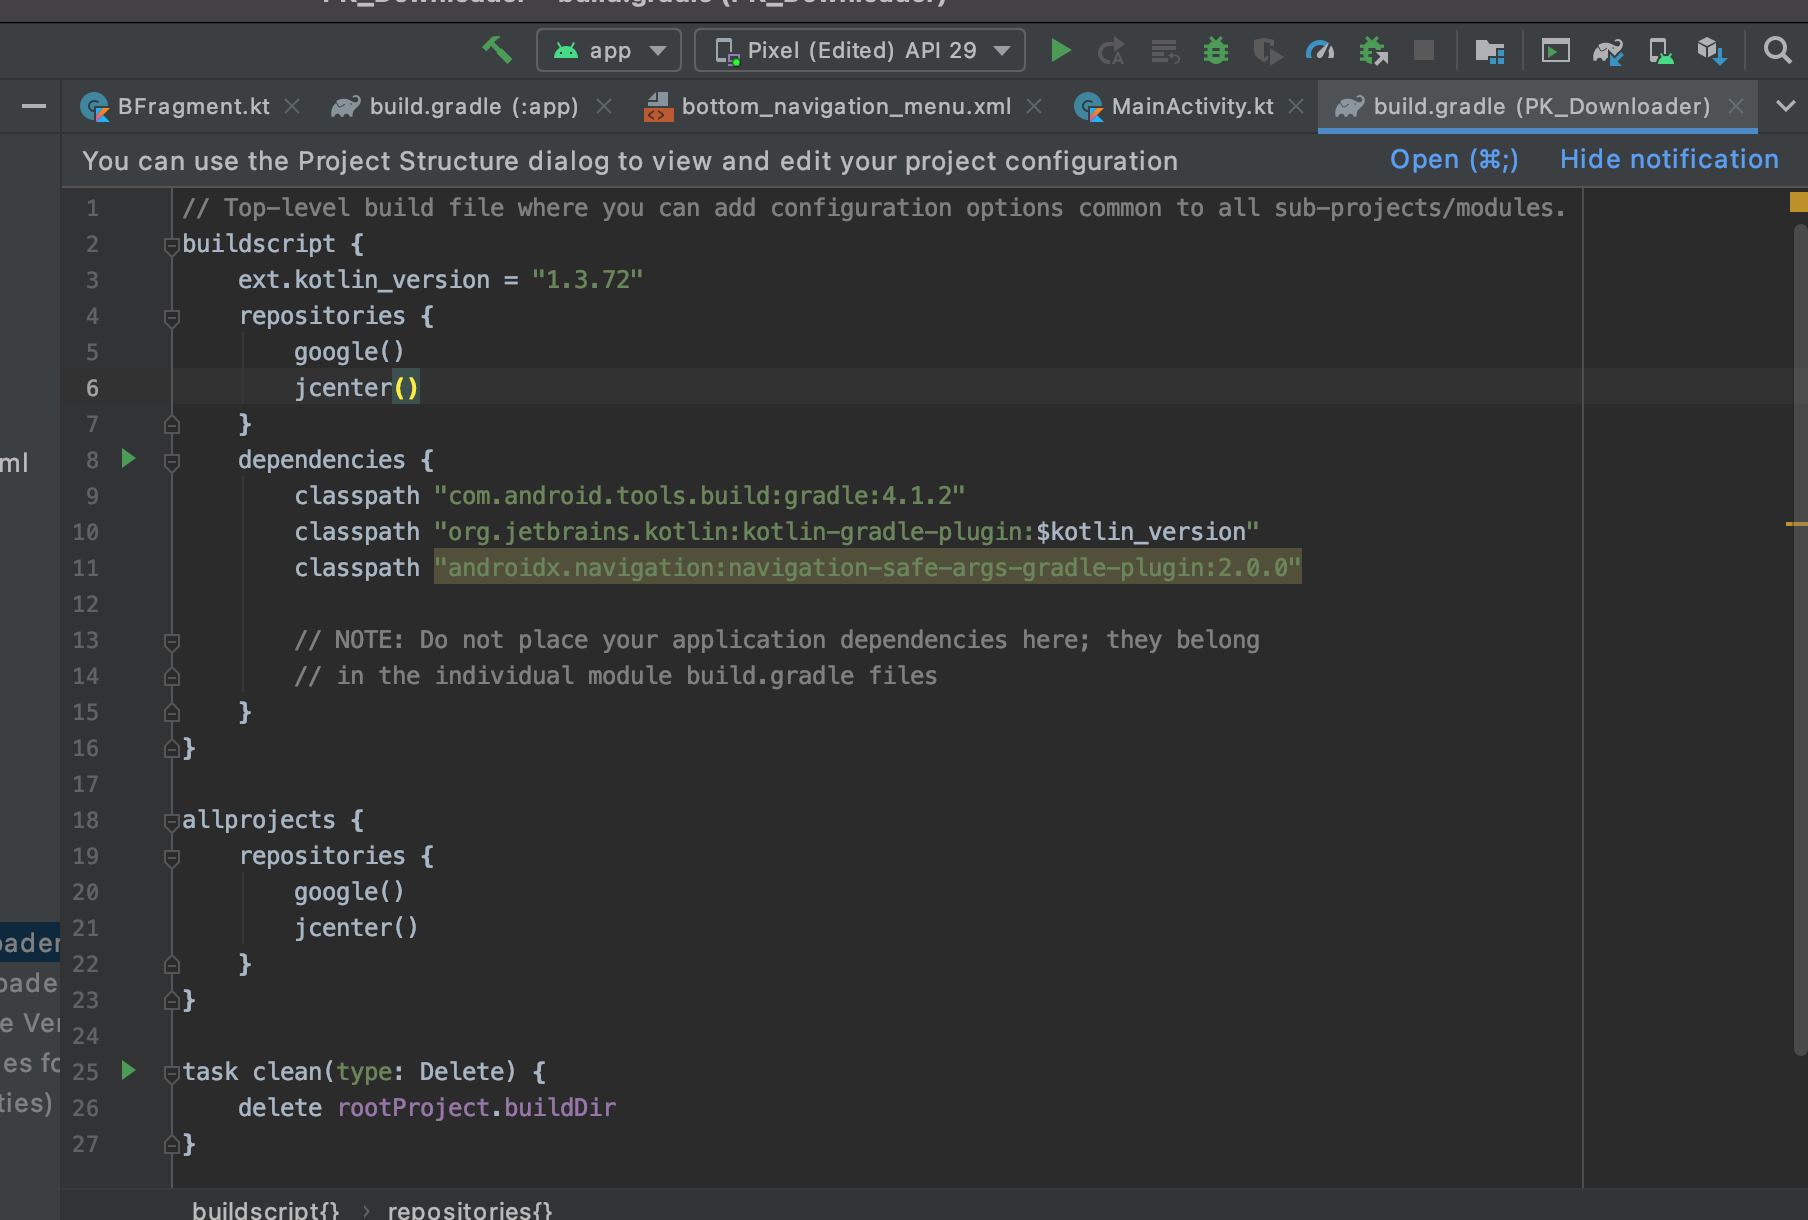 app
Pixel (Edited) API 29
BFragment.kt
build.gradle (:app)
bottom_navigation_menu.xml
MainActivity.kt
build.gradle (PK_Downloader)
You can use the Project Structure dialog to view and edit your project configuration
Open (⌘;)
Hide notification
1 // Top-level build file where you can add configuration options common to all sub-projects/modules.
2 buildscript {
3     ext.kotlin_version = "1.3.72"
4     repositories {
5         google()
6         jcenter()
7     }
8     dependencies {
9         classpath "com.android.tools.build:gradle:4.1.2"
10         classpath "org.jetbrains.kotlin:kotlin-gradle-plugin:$kotlin_version"
11         classpath "androidx.navigation:navigation-safe-args-gradle-plugin:2.0.0"
12
13         // NOTE: Do not place your application dependencies here; they belong
14         // in the individual module build.gradle files
15     }
16 }
17
18 allprojects {
19     repositories {
20         google()
21         jcenter()
22     }
23 }
24
25 task clean(type: Delete) {
26     delete rootProject.buildDir
27 }
buildscript{} › repositories{}